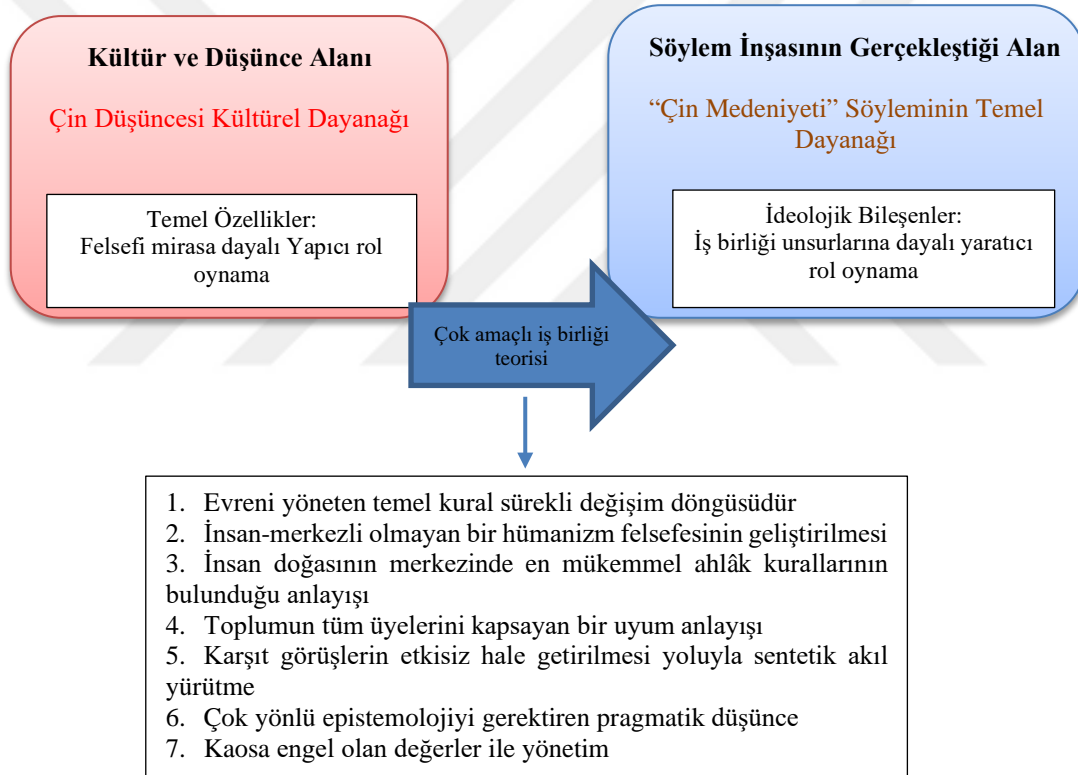 Kültür ve Düşünce Alanı
Çin Düşüncesi Kültürel Dayanağı
Temel Özellikler:
Felsefi mirasa dayalı Yapıcı rol
oynama
Söylem İnşasının Gerçekleştiği Alan
“Çin Medeniyeti” Söyleminin Temel
Dayanağı
İdeolojik Bileşenler:
İş birliği unsurlarına dayalı yaratıcı
rol oynama
Çok amaçlı iş birliği
teorisi
1. Evreni yöneten temel kural sürekli değişim döngüsüdür
2. İnsan-merkezli olmayan bir hümanizm felsefesinin geliştirilmesi
3. İnsan doğasının merkezinde en mükemmel ahlâk kurallarının
bulunduğu anlayışı
4. Toplumun tüm üyelerini kapsayan bir uyum anlayışı
5. Karşıt görüşlerin etkisiz hale getirilmesi yoluyla sentetik akıl
yürütme
6. Çok yönlü epistemolojiyi gerektiren pragmatik düşünce
7. Kaosa engel olan değerler ile yönetim